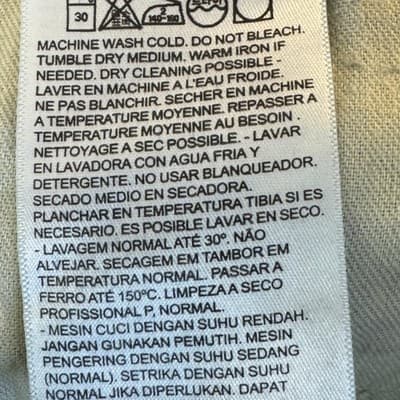 30
2
140-160
MACHINE WASH COLD. DO NOT BLEACH.
TUMBLE DRY MEDIUM. WARM IRON IF
NEEDED. DRY CLEANING POSSIBLE -
LAVER EN MACHINE A L'EAU FROIDE.
NE PAS BLANCHIR. SECHER EN MACHINE
A TEMPERATURE MOYENNE. REPASSER A
TEMPERATURE MOYENNE AU BESOIN .
NETTOYAGE A SEC POSSIBLE. - LAVAR
EN LAVADORA CON AGUA FRIA Y
DETERGENTE. NO USAR BLANQUEADOR.
SECADO MEDIO EN SECADORA.
PLANCHAR EN TEMPERATURA TIBIA SI ES
NECESARIO. ES POSIBLE LAVAR EN SECO.
- LAVAGEM NORMAL ATÉ 30º. NÃO
ALVEJAR. SECAGEM EM TAMBOR EM
TEMPERATURA NORMAL. PASSAR A
FERRO ATÉ 150ºC. LIMPEZA A SECO
PROFISSIONAL P, NORMAL.
- MESIN CUCI DENGAN SUHU RENDAH.
JANGAN GUNAKAN PEMUTIH. MESIN
PENGERING DENGAN SUHU SEDANG
(NORMAL). SETRIKA DENGAN SUHU
NORMAL JIKA DIPERLUKAN. DAPAT